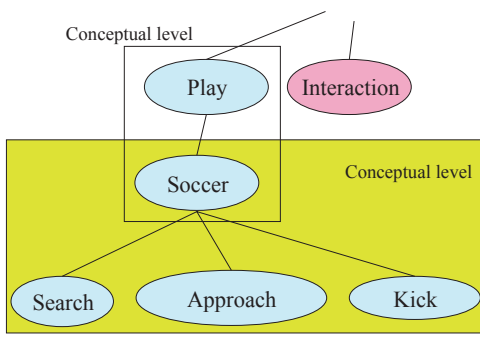 Conceptual level
Play
Interaction
Soccer
Conceptual level
Search
Approach
Kick